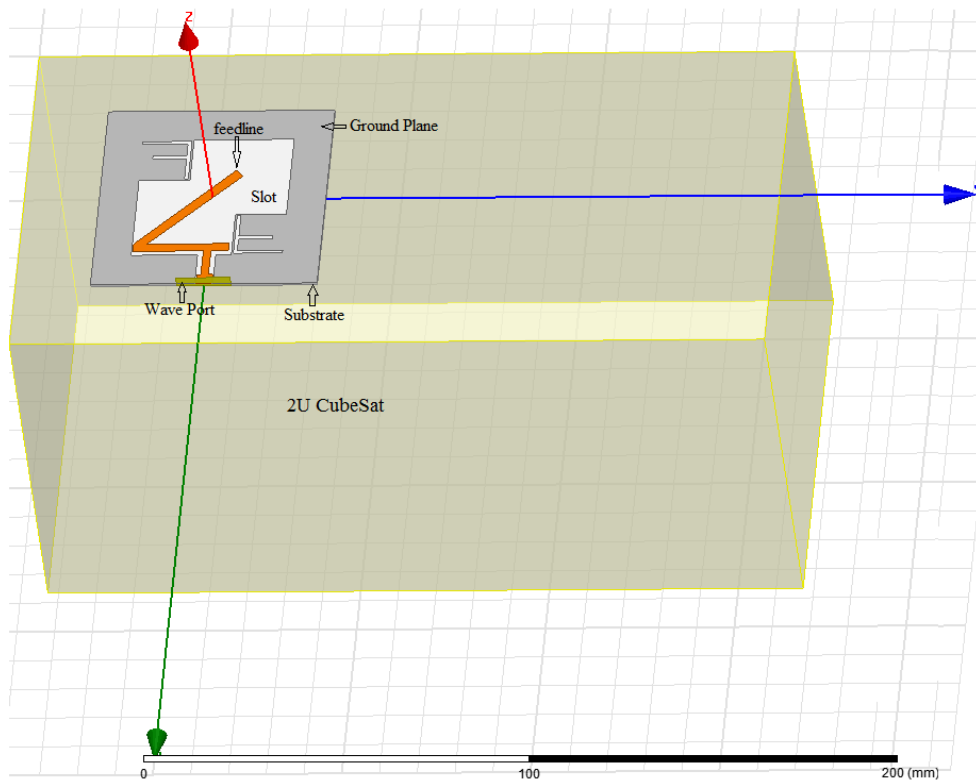 Z
feedline
Ground Plane
Slot
Wave Port
Substrate
2U CubeSat
0
100
200 (mm)